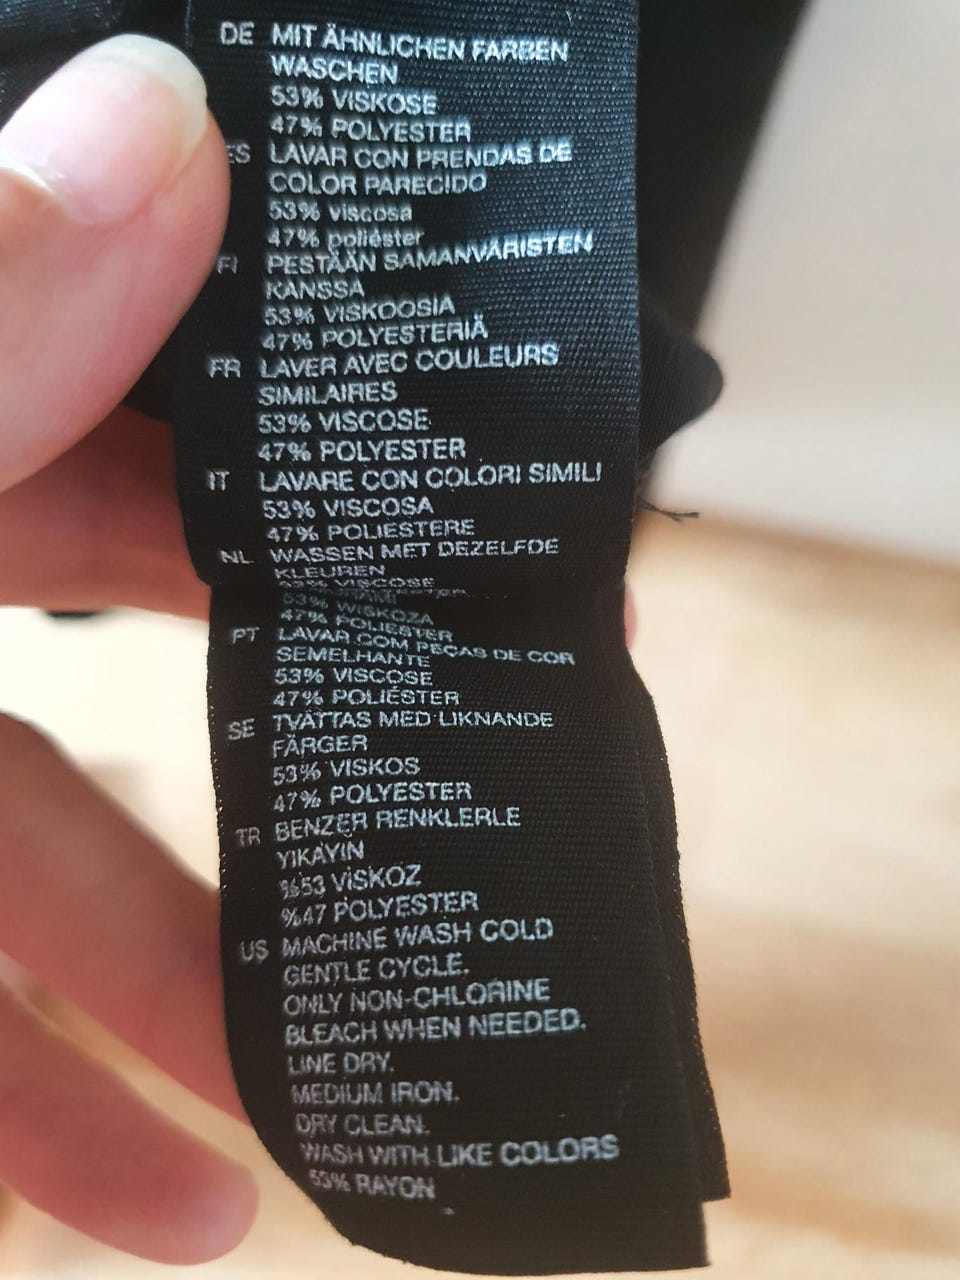 DE MIT ÄHNLICHEN FARBEN
WASCHEN
53% VISKOSE
47% POLYESTER
ES LAVAR CON PRENDAS DE
COLOR PARECIDO
53% viscosa
47% poliéster
FI PESTÄÄN SAMANVÄRISTEN
KANSSA
53% VISKOOSIA
47% POLYESTERIÄ
FR LAVER AVEC COULEURS
SIMILAIRES
53% VISCOSE
47% POLYESTER
IT LAVARE CON COLORI SIMILI
53% VISCOSA
47% POLIESTERE
NL WASSEN MET DEZELFDE
KLEUREN
53% VISCOSE
53% WISKOZA
47% POLIESTER
PT LAVAR COM PEÇAS DE COR
SEMELHANTE
53% VISCOSE
47% POLIÉSTER
SE TVÄTTAS MED LIKNANDE
FÄRGER
53% VISKOS
47% POLYESTER
TR BENZER RENKLERLE
YIKAYIN
%53 VİSKOZ
%47 POLYESTER
US MACHINE WASH COLD
GENTLE CYCLE.
ONLY NON-CHLORINE
BLEACH WHEN NEEDED.
LINE DRY.
MEDIUM IRON.
DRY CLEAN.
WASH WITH LIKE COLORS
53% RAYON